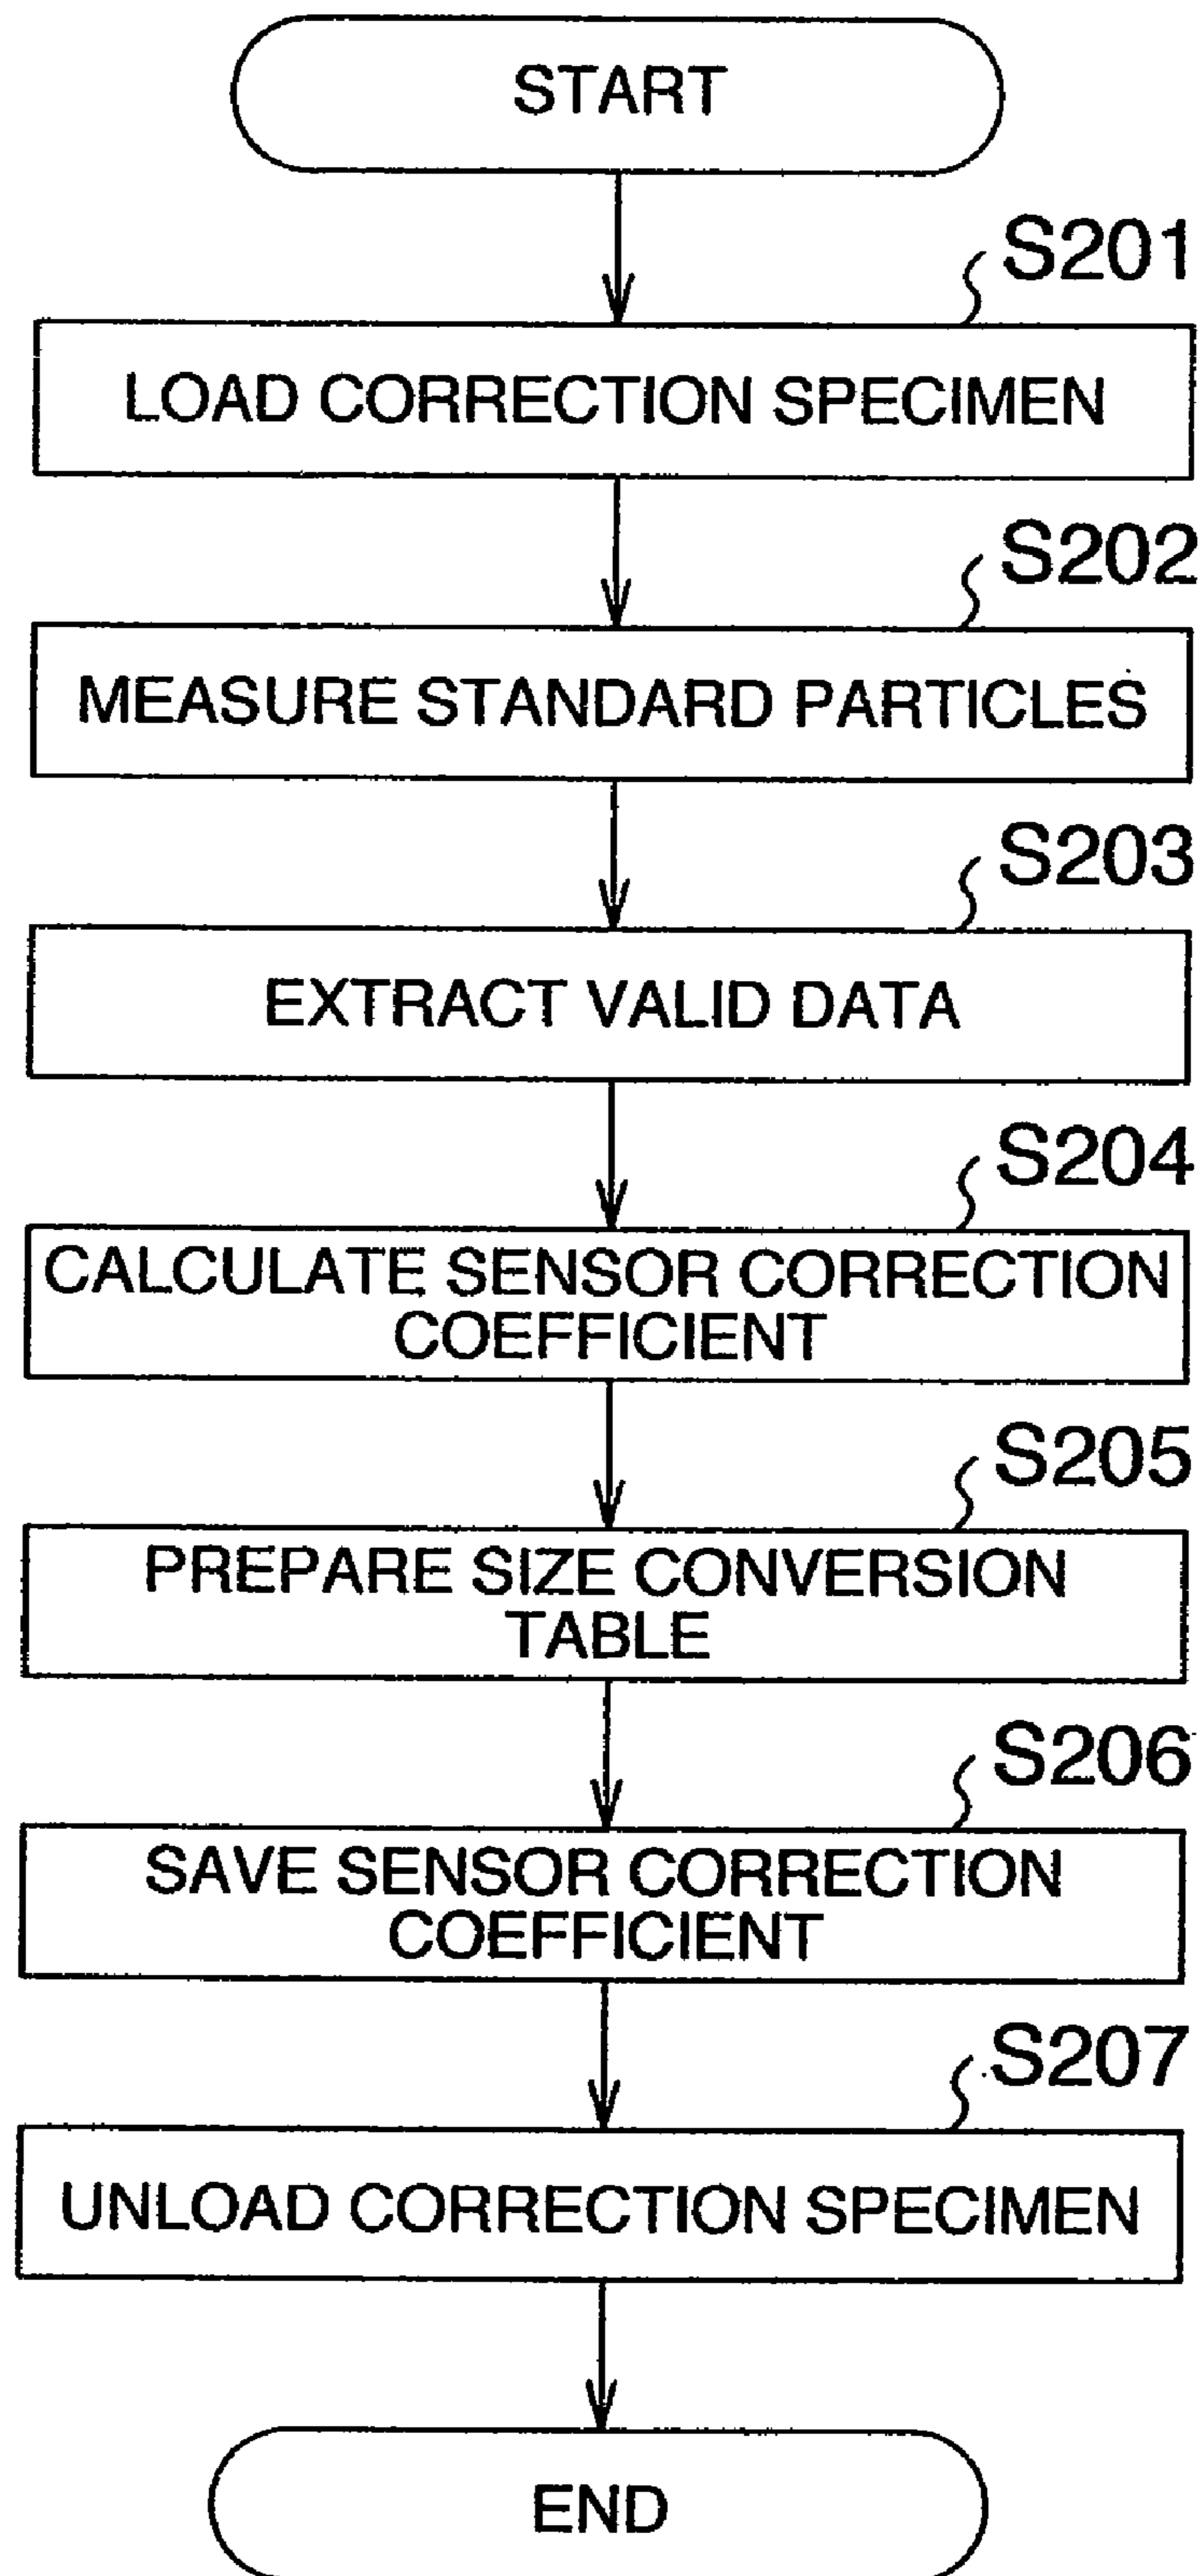 START
S201
LOAD CORRECTION SPECIMEN
S202
MEASURE STANDARD PARTICLES
S203
EXTRACT VALID DATA
S204
CALCULATE SENSOR CORRECTION
COEFFICIENT
S205
PREPARE SIZE CONVERSION
TABLE
S206
SAVE SENSOR CORRECTION
COEFFICIENT
S207
UNLOAD CORRECTION SPECIMEN
END